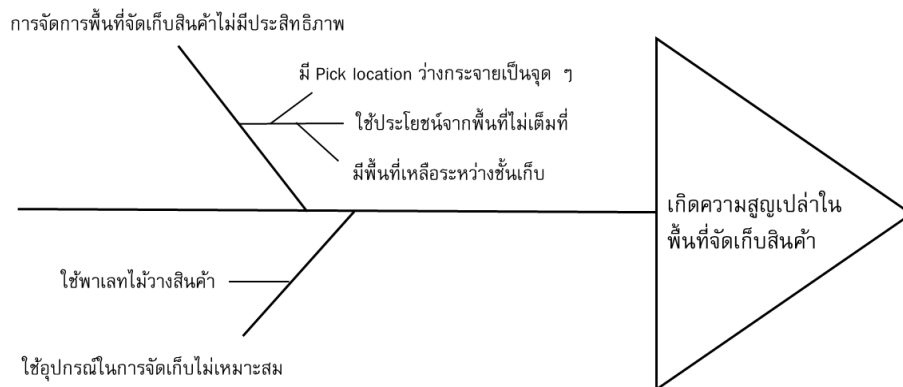 การจัดการพื้นที่จัดเก็บสินค้าไม่มีประสิทธิภาพ
มี Pick location ว่างกระจายเป็นจุด ๆ
ใช้ประโยชน์จากพื้นที่ไม่เต็มที่
มีพื้นที่เหลือระหว่างชั้นเก็บ
เกิดความสูญเปล่าใน
พื้นที่จัดเก็บสินค้า
ใช้พาเลทไม้วางสินค้า
ใช้อุปกรณ์ในการจัดเก็บไม่เหมาะสม